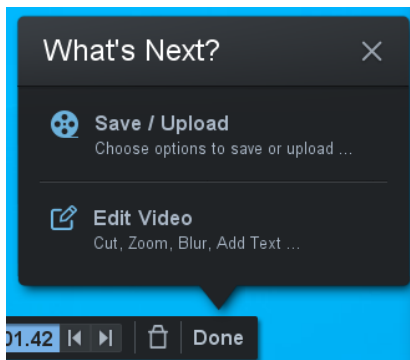 What's Next?
Save / Upload
Choose options to save or upload ...
Edit Video
Cut, Zoom, Blur, Add Text ...
01.42 Done